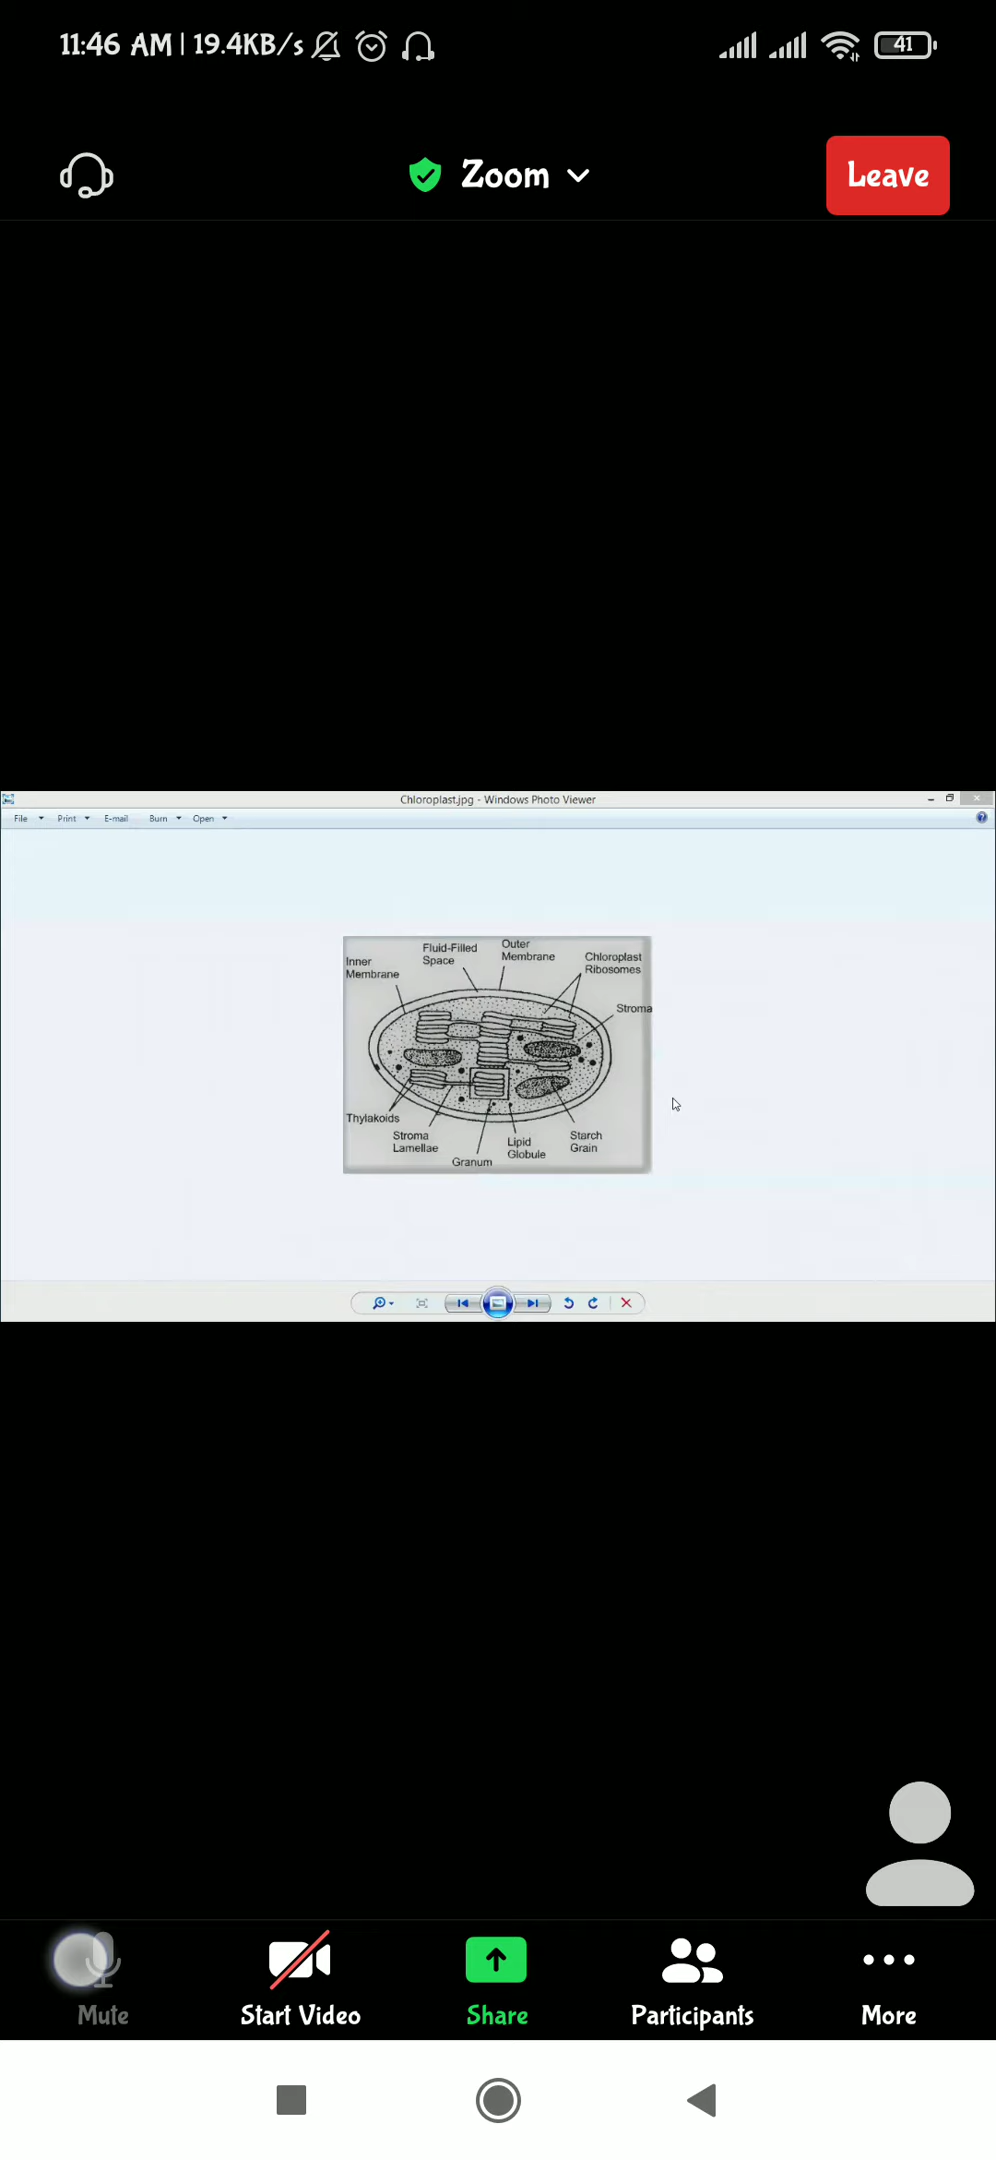 11:46 AM | 19.4KB/s
41
Zoom
Leave
Chloroplast.jpg - Windows Photo Viewer
File Print E-mail Burn Open
Fluid-Filled
Space
Outer
Membrane
Inner
Membrane
Chloroplast
Ribosomes
Stroma
Thylakoids
Stroma
Lamellae
Granum
Lipid
Globule
Starch
Grain
Mute
Start Video
Share
Participants
More